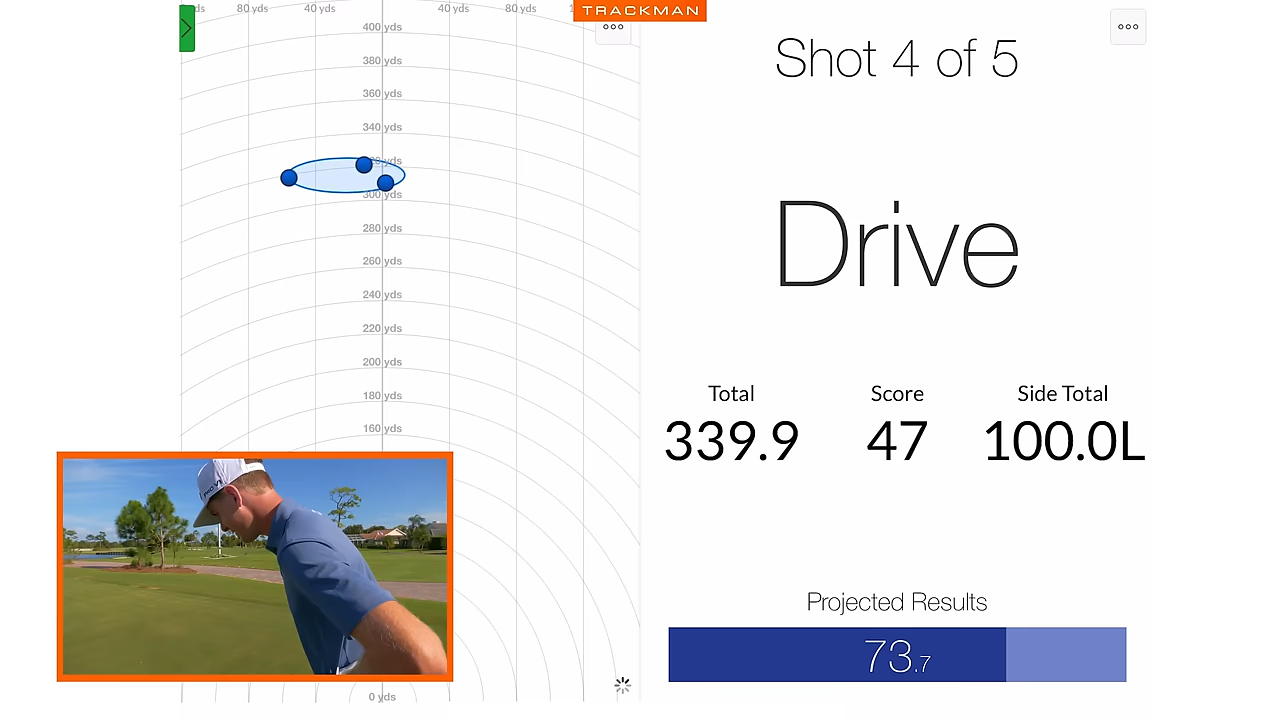 80 yds
40 yds
40 yds
80 yds
TRACKMAN
400 yds
380 yds
360 yds
340 yds
300 yds
280 yds
260 yds
240 yds
220 yds
200 yds
180 yds
160 yds
0 yds
Shot 4 of 5
Drive
Total
Score
Side Total
339.9
47
100.0L
Projected Results
73.7